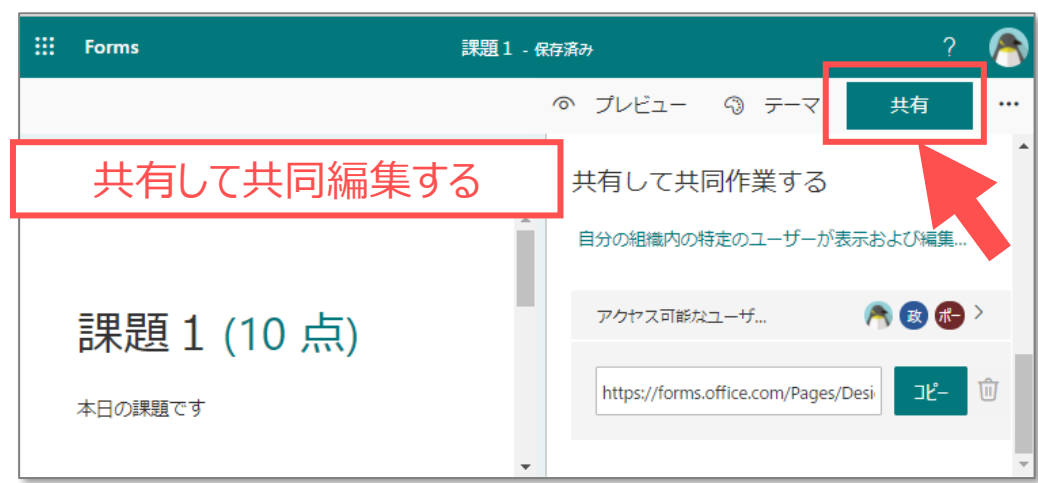 Forms
課題1 - 保存済み
?
プレビュー
テーマ
共有
共有して共同編集する
共有して共同作業する
自分の組織内の特定のユーザーが表示および編集...
課題1 (10 点)
アクセス可能なユーザ...
政
ポー
本日の課題です
https://forms.office.com/Pages/Desi
コピー